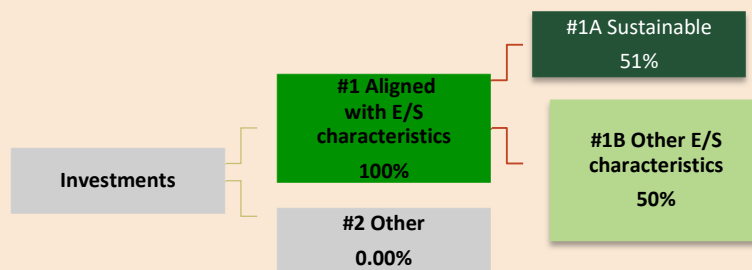 Investments
#1 Aligned
with E/S
characteristics
100%
#2 Other
0.00%
#1A Sustainable
51%
#1B Other E/S
characteristics
50%